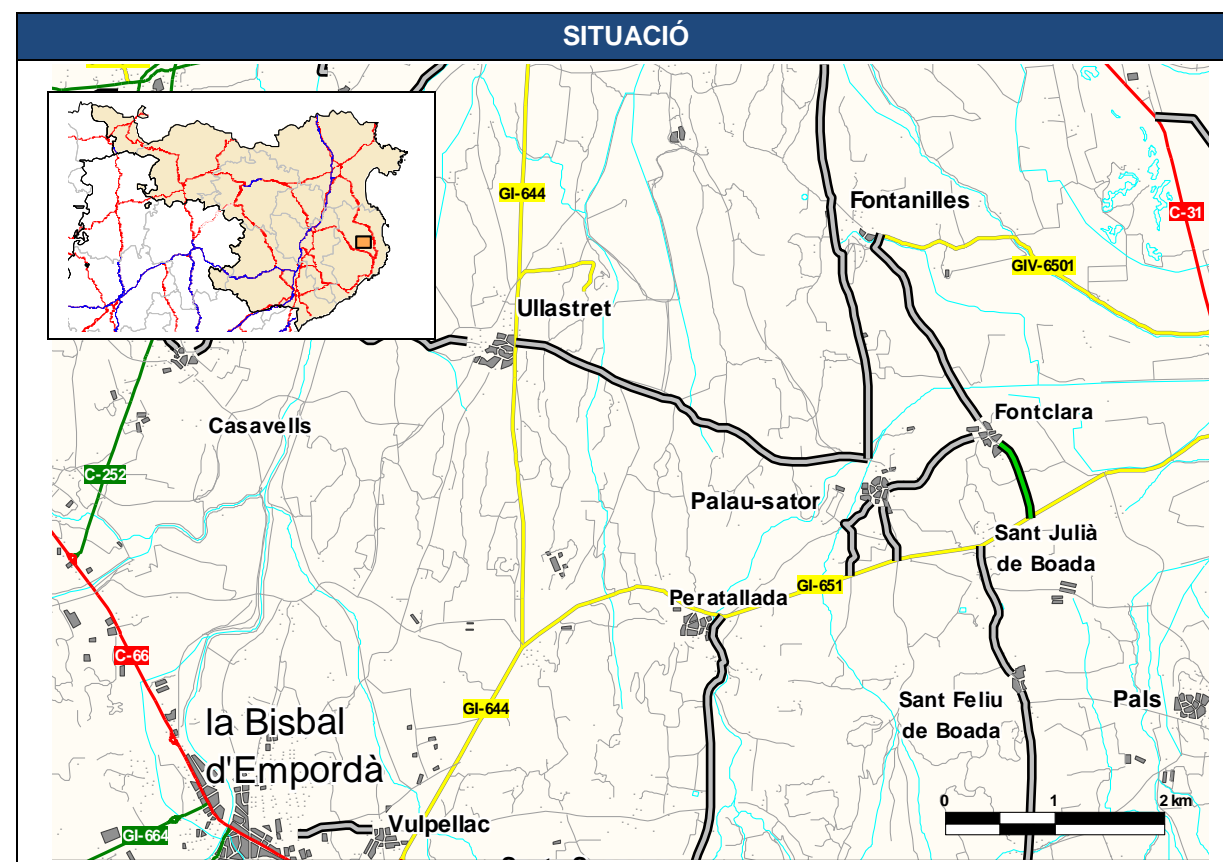 SITUACIÓ
GI-644
Fontanilles
C-31
GIV-6501
Ullastret
Fontclara
Casavells
C-252
Palau-sator
Sant Julià
de Boada
GI-651
Peratallada
C-66
GI-644
Sant Feliu
de Boada
Pals
la Bisbal
d'Empordà
0 1 2 km
GI-664
Vulpellac